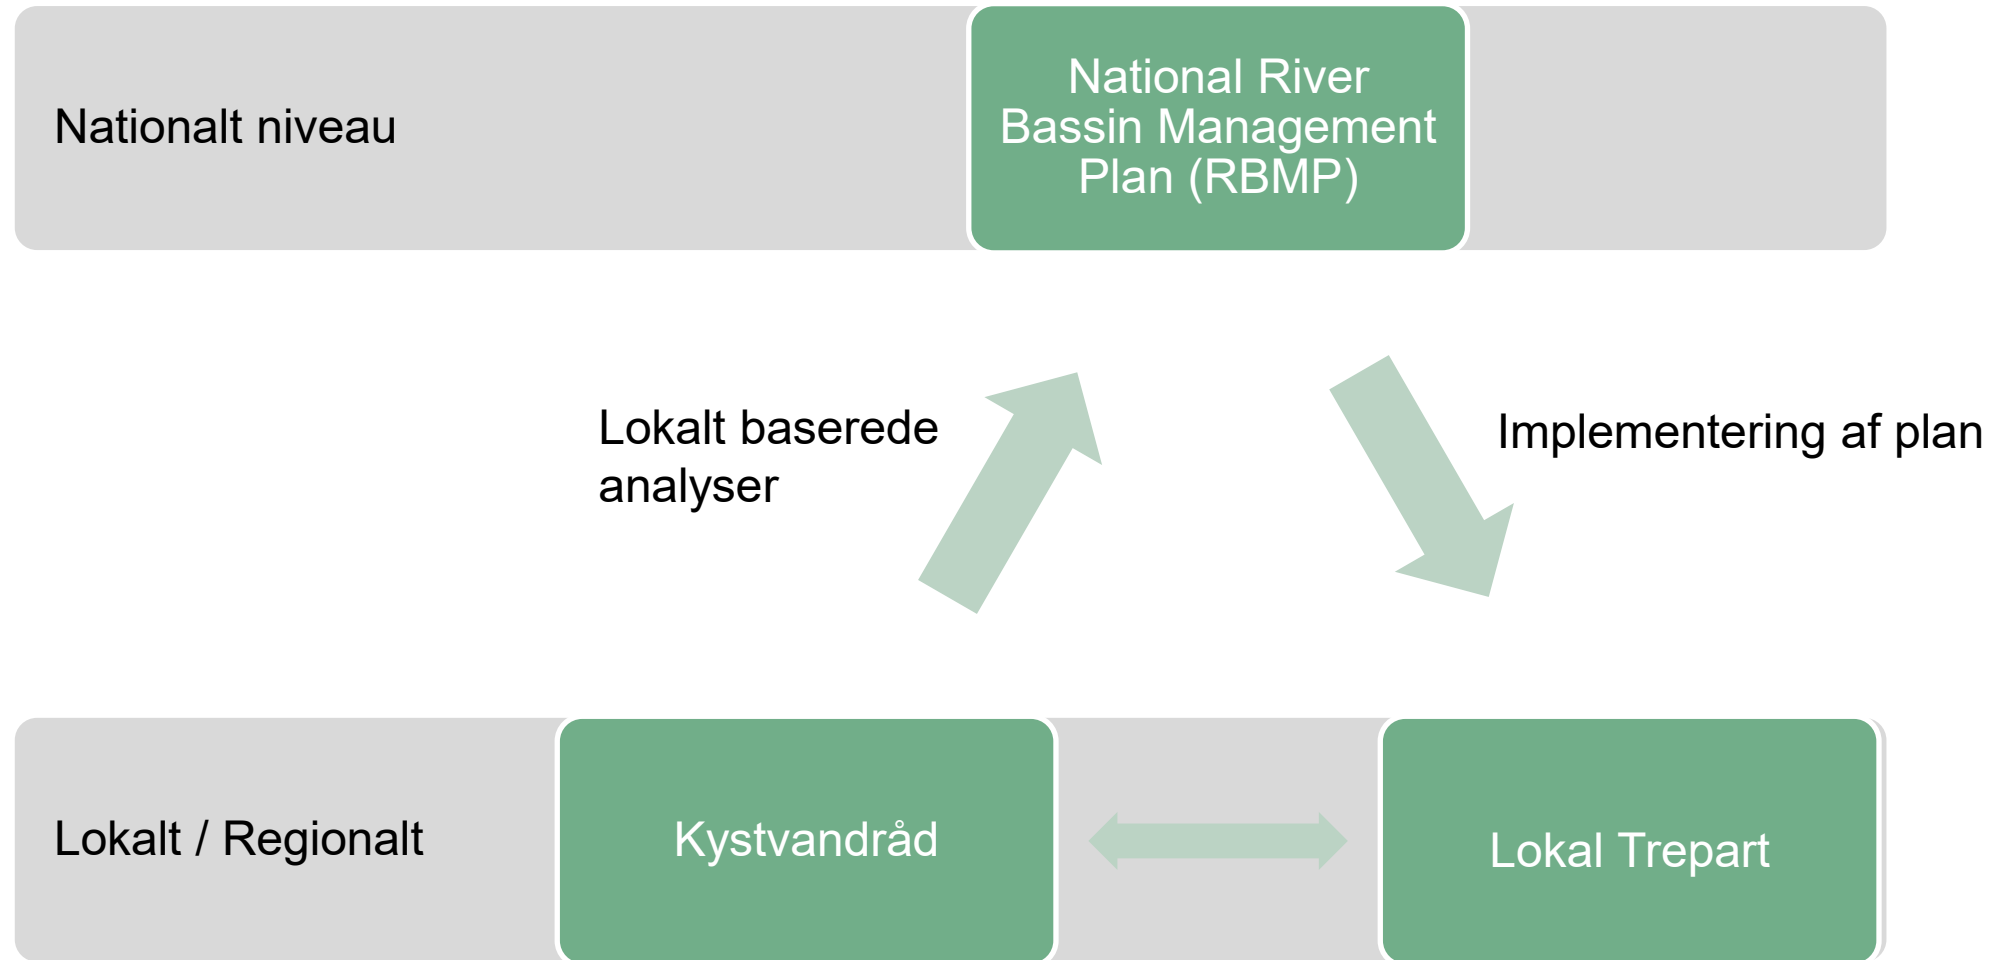 National River
Bassin Management
Plan (RBMP)
Nationalt niveau
Lokalt baserede
analyser
Implementering af plan
Lokalt / Regionalt
Kystvandråd
Lokal Trepart